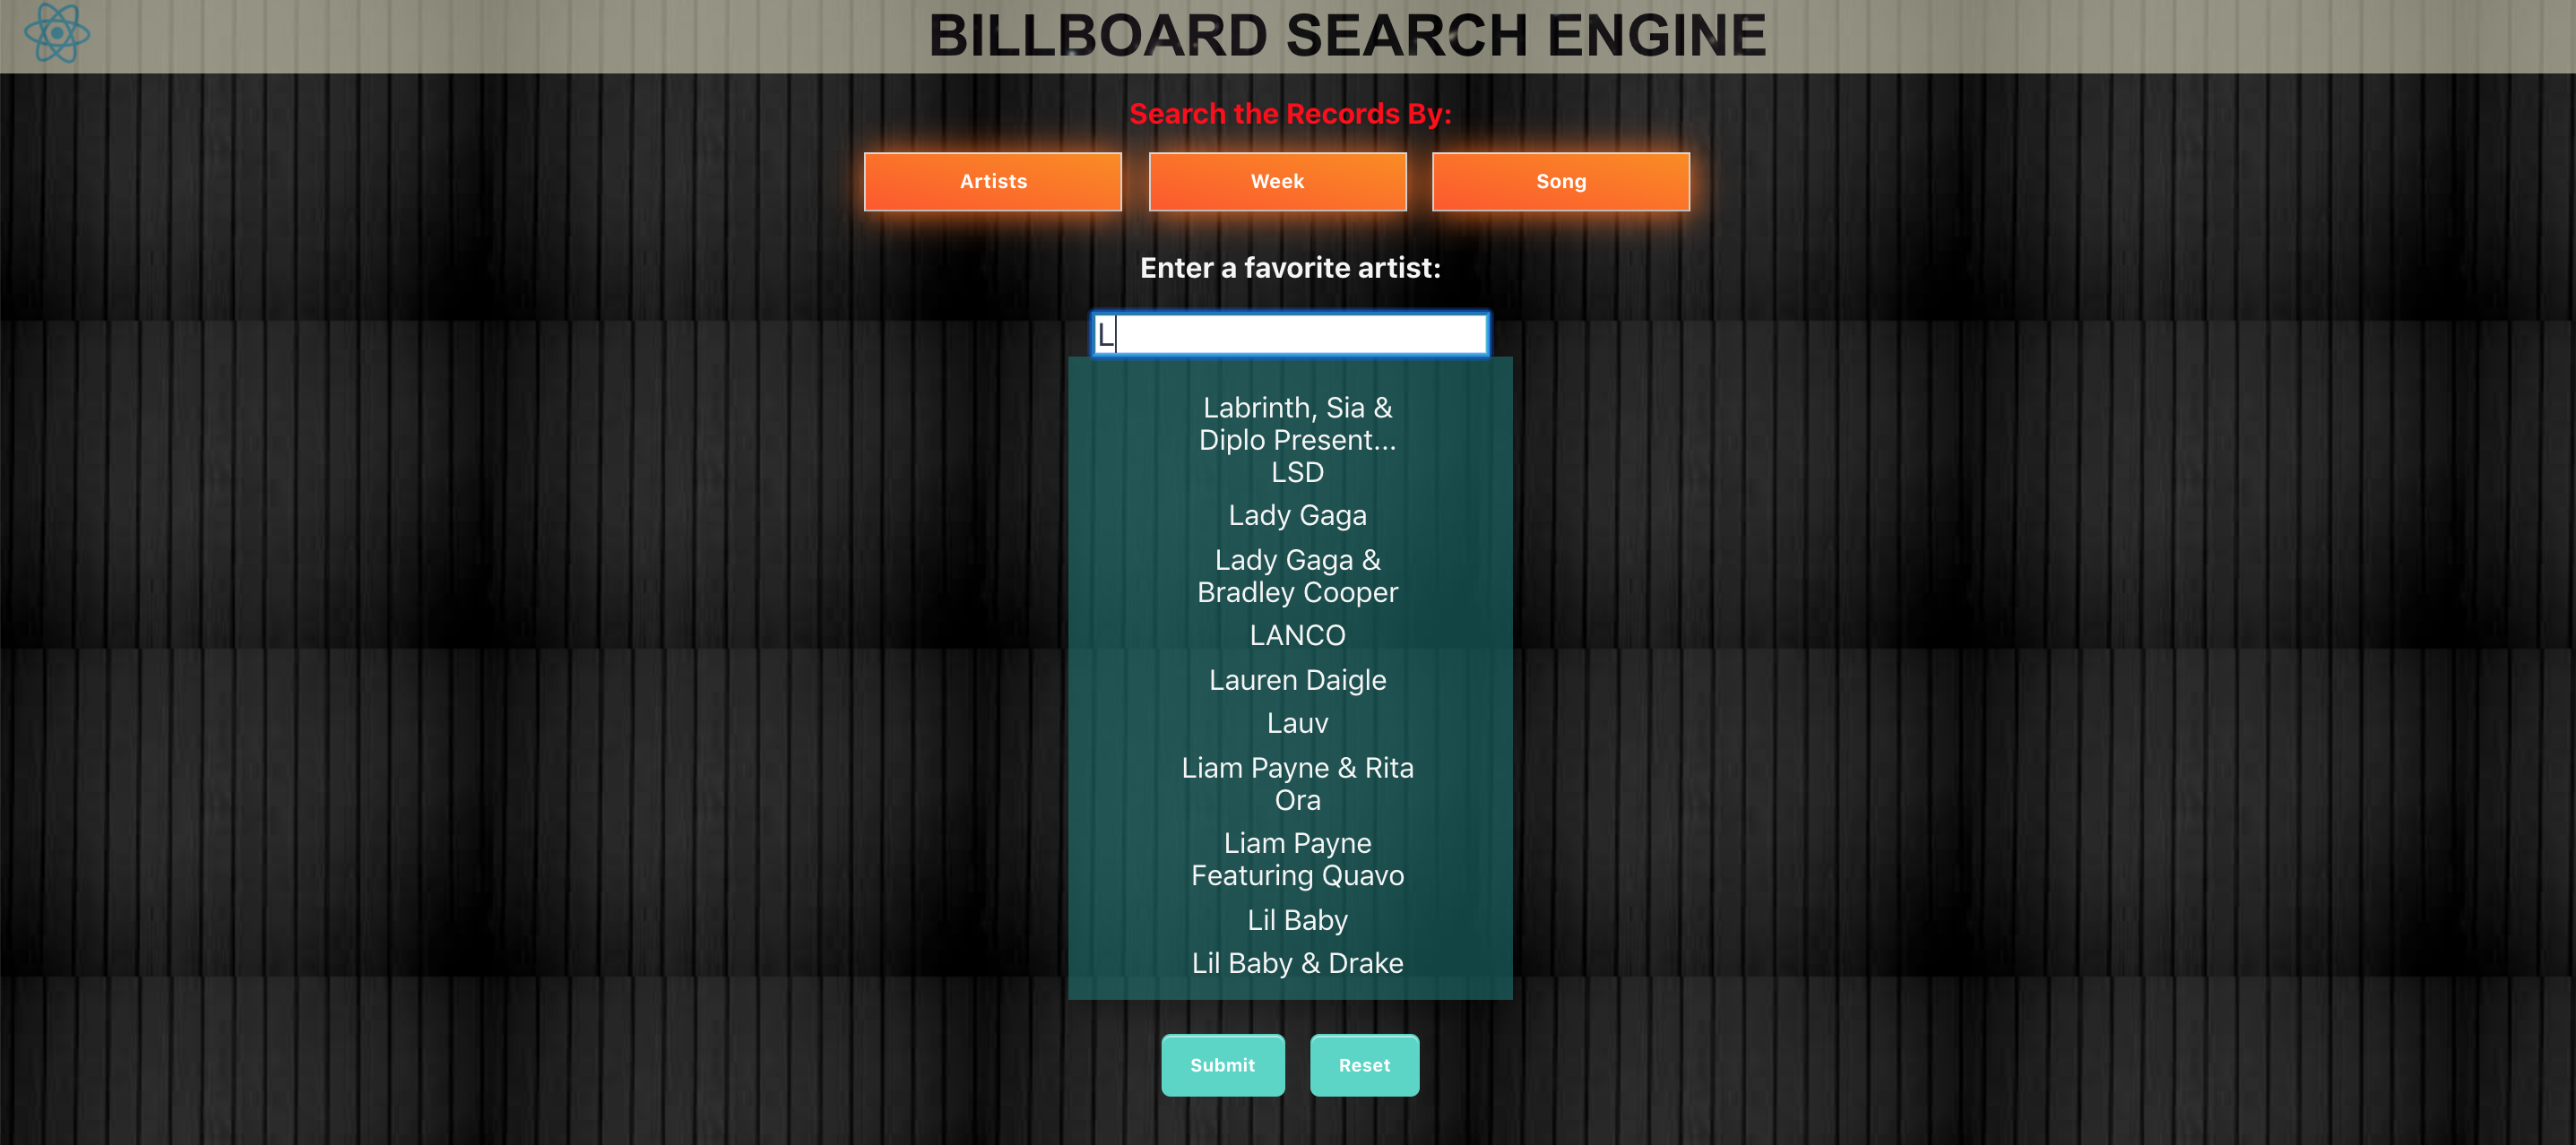 BILLBOARD SEARCH ENGINE
Search the Records By:
Artists
Week
Song
Enter a favorite artist:
L
Labrinth, Sia &
Diplo Present...
LSD
Lady Gaga
Lady Gaga &
Bradley Cooper
LANCO
Lauren Daigle
Lauv
Liam Payne & Rita
Ora
Liam Payne
Featuring Quavo
Lil Baby
Lil Baby & Drake
Submit
Reset